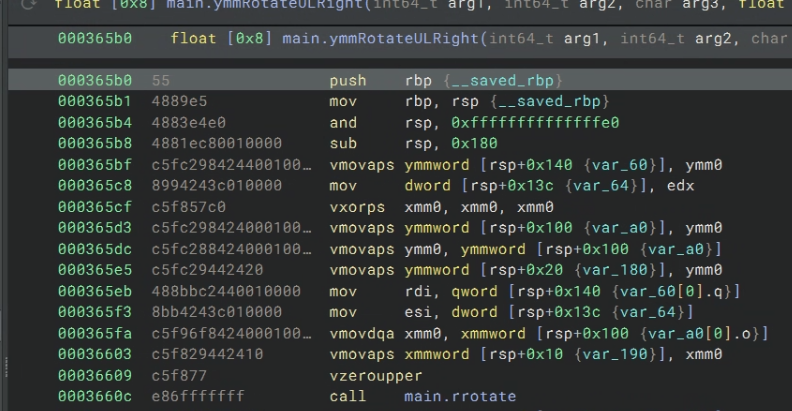 float [0x8] main.ymmRotateULRight(int64_t arg1, int64_t arg2, char arg3, float
000365b0 float [0x8] main.ymmRotateULRight(int64_t arg1, int64_t arg2, char
000365b0 55 push rbp {__saved_rbp}
000365b1 4889e5 mov rbp, rsp {__saved_rbp}
000365b4 4883e4e0 and rsp, 0xffffffffffffffe0
000365b8 4881ec80010000 sub rsp, 0x180
000365bf c5fc298424400100… vmovaps ymmword [rsp+0x140 {var_60}], ymm0
000365c8 8994243c010000 mov dword [rsp+0x13c {var_64}], edx
000365cf c5f857c0 vxorps xmm0, xmm0, xmm0
000365d3 c5fc298424000100… vmovaps ymmword [rsp+0x100 {var_a0}], ymm0
000365dc c5fc288424000100… vmovaps ymm0, ymmword [rsp+0x100 {var_a0}]
000365e5 c5fc29442420 vmovaps ymmword [rsp+0x20 {var_180}], ymm0
000365eb 488bbc2440010000 mov rdi, qword [rsp+0x140 {var_60[0].q}]
000365f3 8bb4243c010000 mov esi, dword [rsp+0x13c {var_64}]
000365fa c5f96f8424000100… vmovdqa xmm0, xmmword [rsp+0x100 {var_a0[0].o}]
00036603 c5f829442410 vmovaps xmmword [rsp+0x10 {var_190}], xmm0
00036609 c5f877 vzeroupper
0003660c e86fffffff call main.rrotate